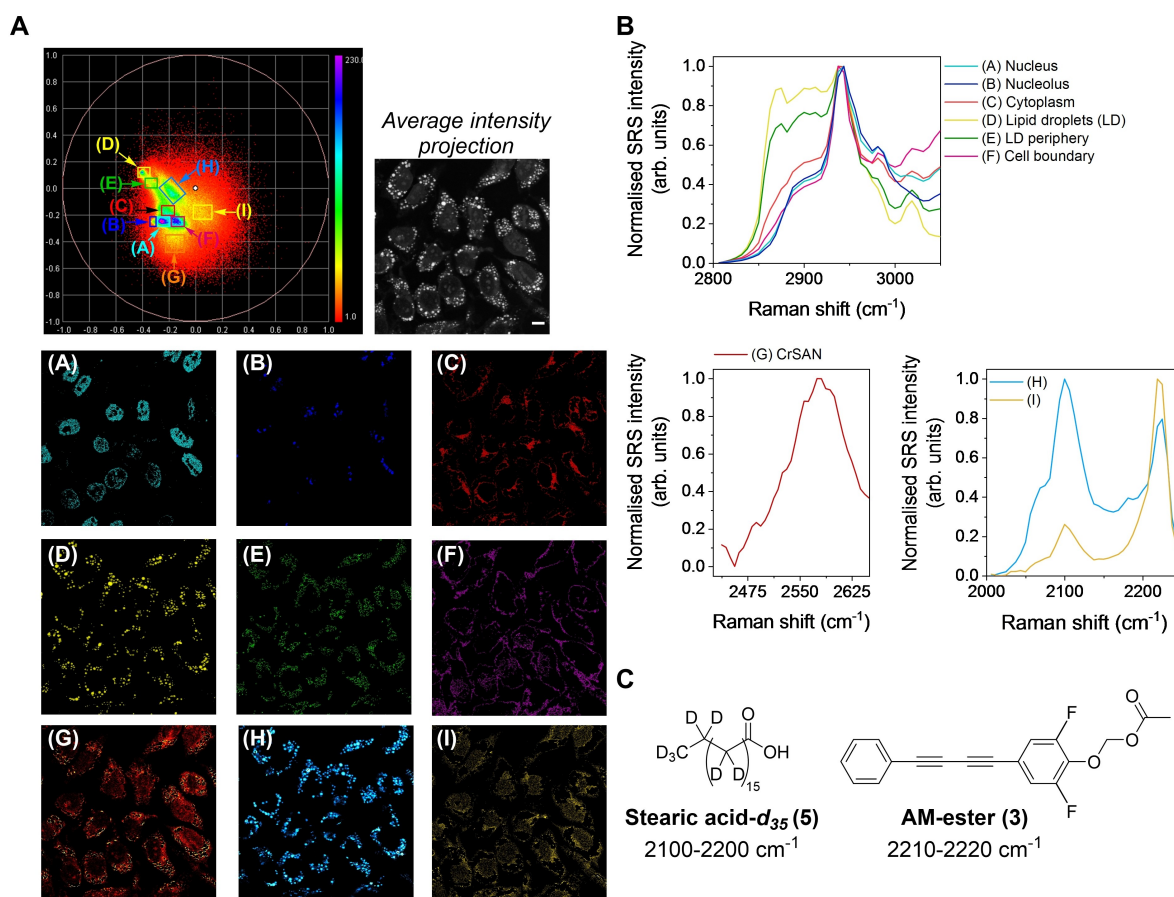 A
1.0
0.8
0.6
0.4
0.2
0.0
-0.2
-0.4
-0.6
-0.8
-1.0
-1.0 -0.8 -0.6 -0.4 -0.2 0.0 0.2 0.4 0.6 0.8 1.0
230.0
1.0
(D)
(E)
(H)
(C)
(B)
(I)
(A)
(F)
(G)
Average intensity
projection
(A)
(B)
(C)
(D)
(E)
(F)
(G)
(H)
(I)
B
Normalised SRS intensity
(arb. units)
1.0
0.8
0.6
0.4
0.2
0.0
2800 2900 3000
Raman shift (cm⁻¹)
(A) Nucleus
(B) Nucleolus
(C) Cytoplasm
(D) Lipid droplets (LD)
(E) LD periphery
(F) Cell boundary
Normalised SRS intensity
(arb. units)
(G) CrSAN
1.0
0.8
0.6
0.4
0.2
0.0
2475 2550 2625
Raman shift (cm⁻¹)
Normalised SRS intensity
(arb. units)
(H)
(I)
1.0
0.8
0.6
0.4
0.2
0.0
2000 2100 2200
Raman shift (cm⁻¹)
C
D
D
O
D₃C
OH
D D
15
Stearic acid-d₃₅ (5)
2100-2200 cm⁻¹
F
O
O
O
F
AM-ester (3)
2210-2220 cm⁻¹